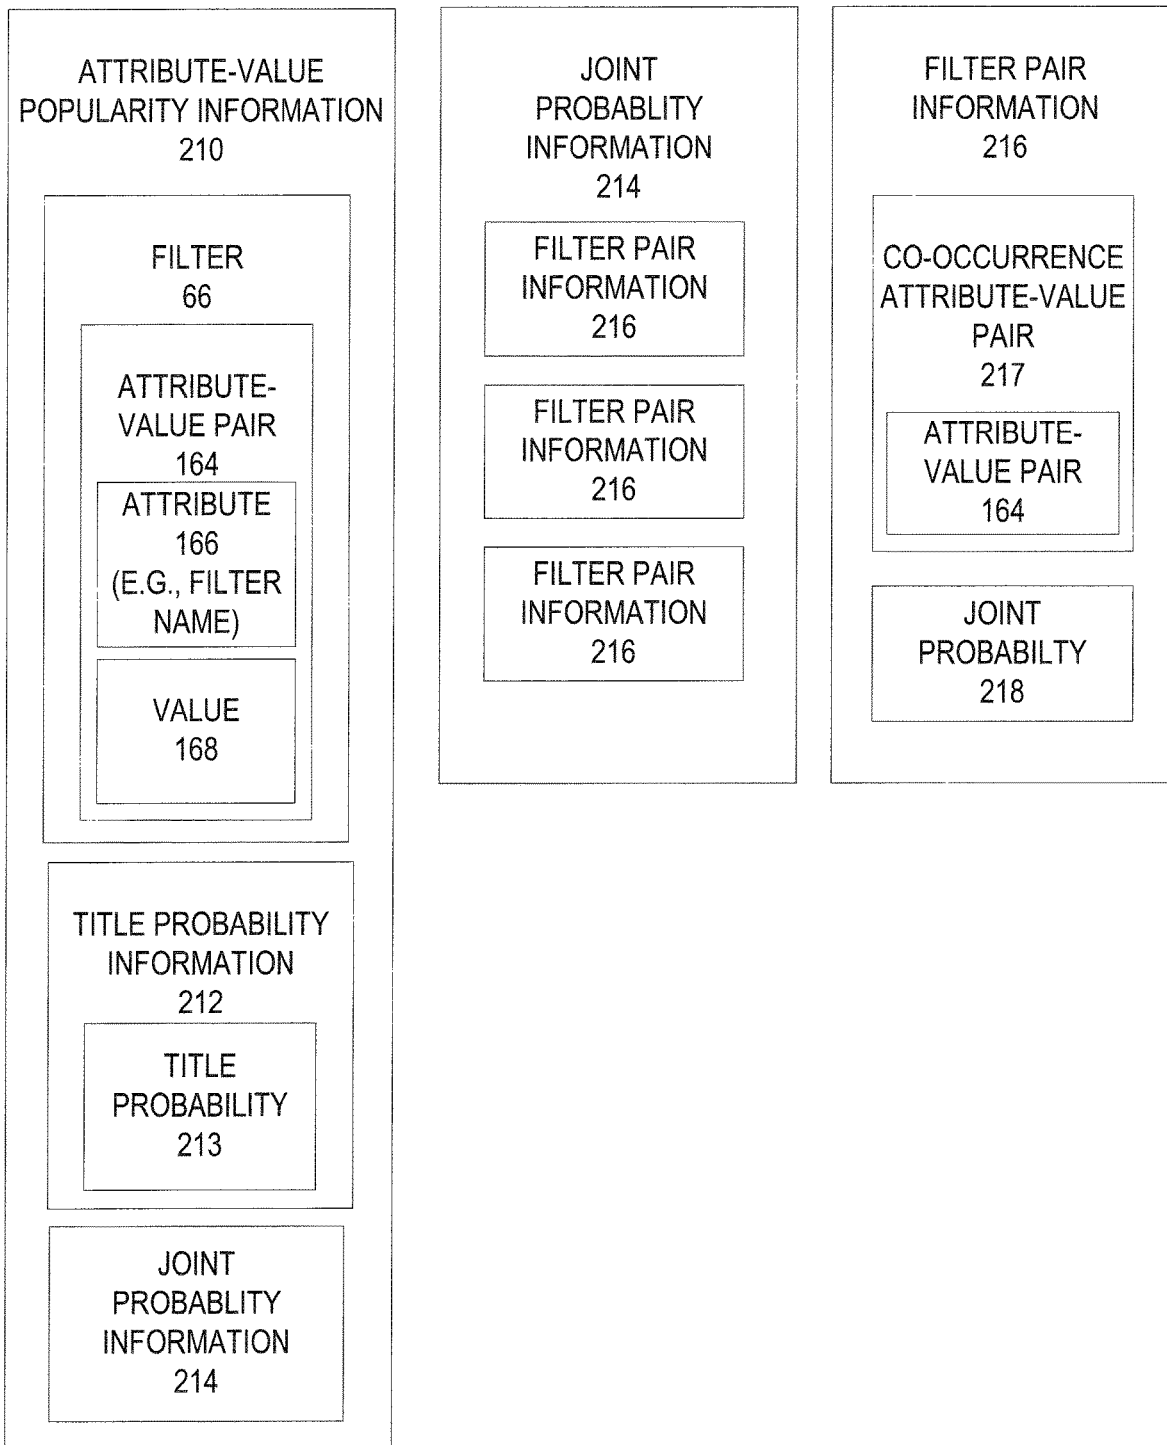 ATTRIBUTE-VALUE
POPULARITY INFORMATION
210
FILTER
66
ATTRIBUTE-
VALUE PAIR
164
ATTRIBUTE
166
(E.G., FILTER
NAME)
VALUE
168
TITLE PROBABILITY
INFORMATION
212
TITLE
PROBABILITY
213
JOINT
PROBABLITY
INFORMATION
214
JOINT
PROBABLITY
INFORMATION
214
FILTER PAIR
INFORMATION
216
FILTER PAIR
INFORMATION
216
FILTER PAIR
INFORMATION
216
FILTER PAIR
INFORMATION
216
CO-OCCURRENCE
ATTRIBUTE-VALUE
PAIR
217
ATTRIBUTE-
VALUE PAIR
164
JOINT
PROBABILTY
218